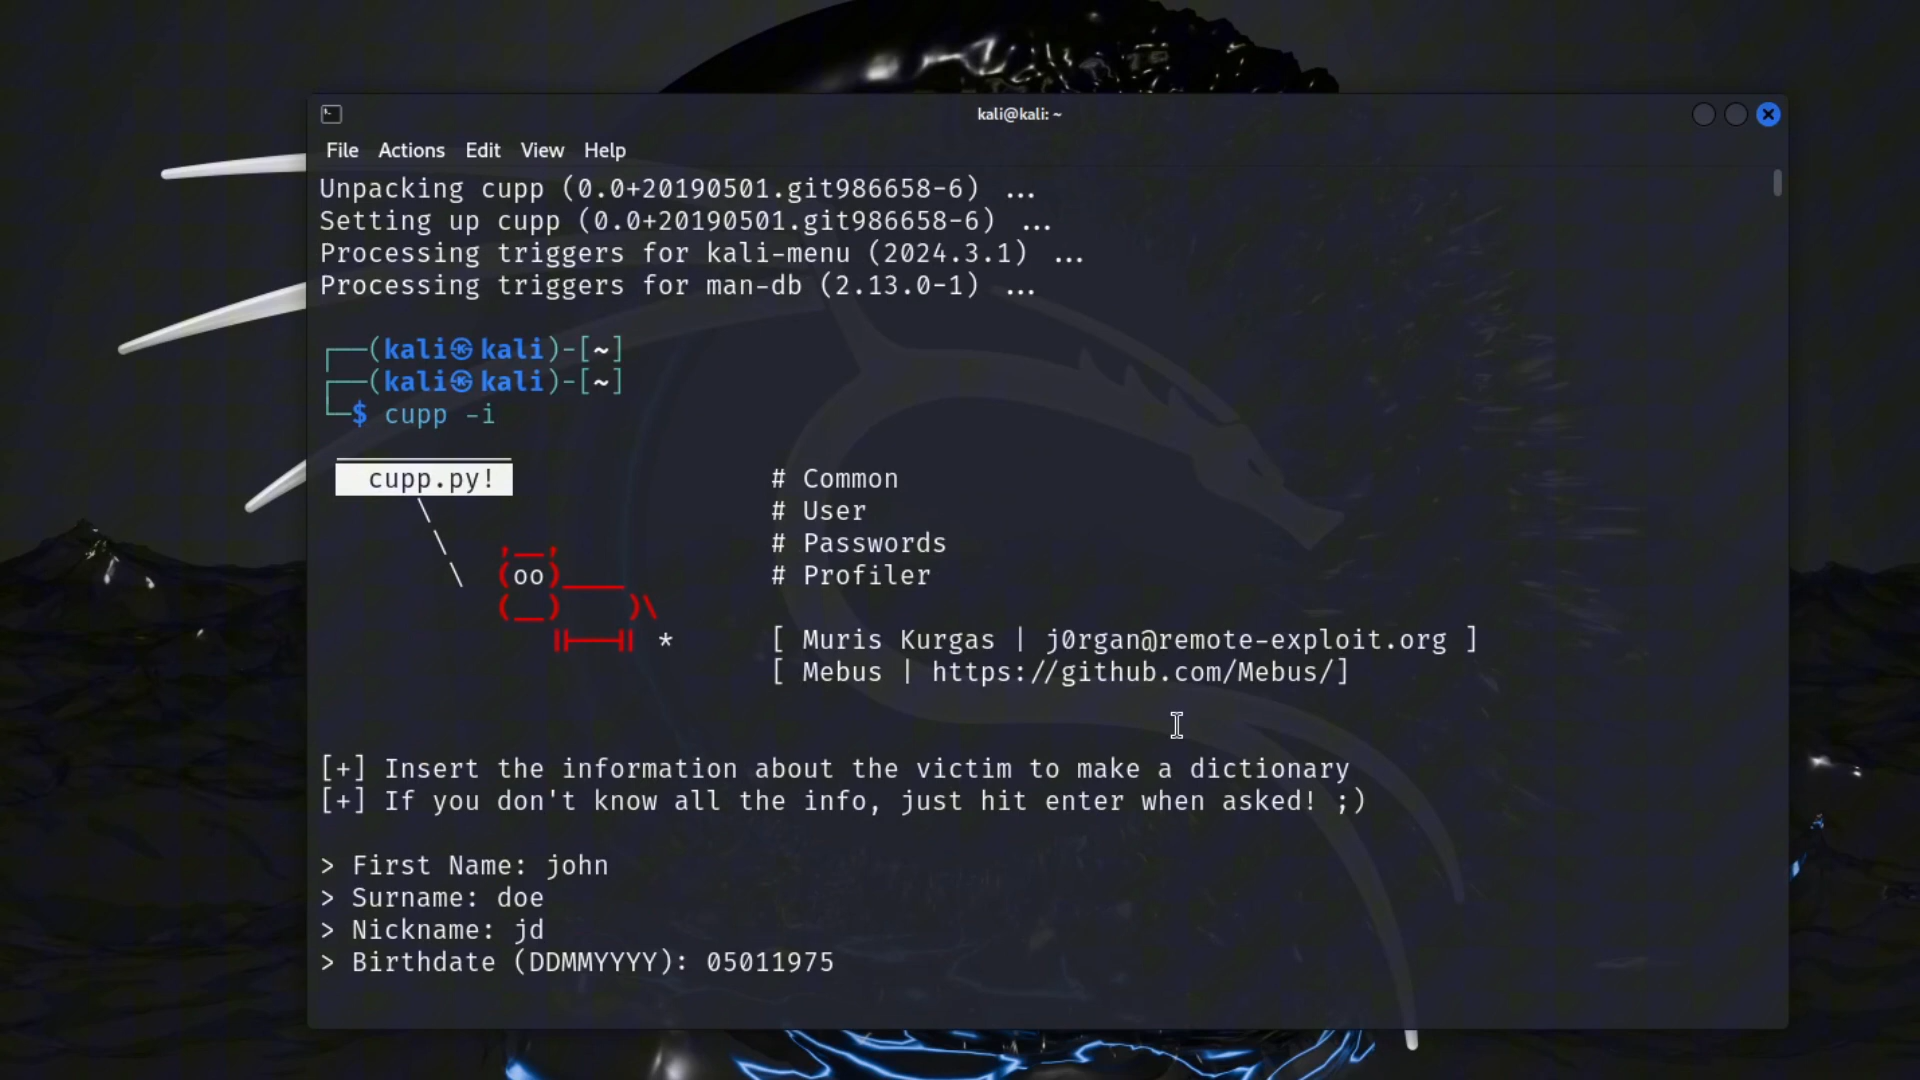 kali@kali: ~
File Actions Edit View Help
Unpacking cupp (0.0+20190501.git986658-6) ...
Setting up cupp (0.0+20190501.git986658-6) ...
Processing triggers for kali-menu (2024.3.1) ...
Processing triggers for man-db (2.13.0-1) ...
┌──(kali㉿kali)-[~]
┌──(kali㉿kali)-[~]
└─$ cupp -i
cupp.py! # Common
\ # User
\ ,__, # Passwords
\ (oo)____ # Profiler
(__) )\
||--|| * [ Muris Kurgas | j0rgan@remote-exploit.org ]
[ Mebus | https://github.com/Mebus/]
[+] Insert the information about the victim to make a dictionary
[+] If you don't know all the info, just hit enter when asked! ;)
> First Name: john
> Surname: doe
> Nickname: jd
> Birthdate (DDMMYYYY): 05011975